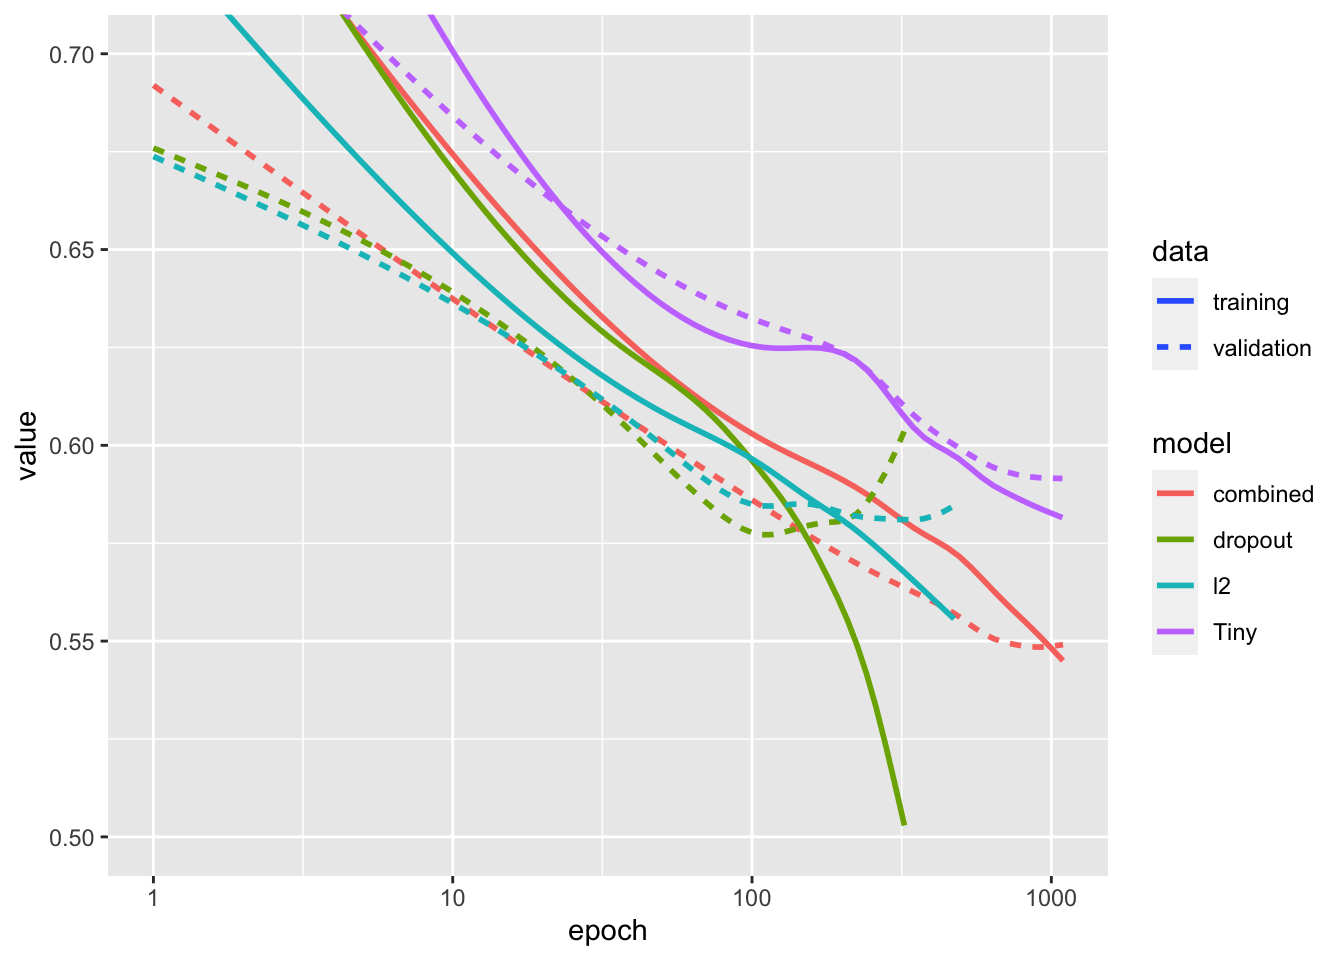 0.70
0.65
0.60
0.55
0.50
value
1
10
100
1000
epoch
data
training
validation
model
combined
dropout
l2
Tiny